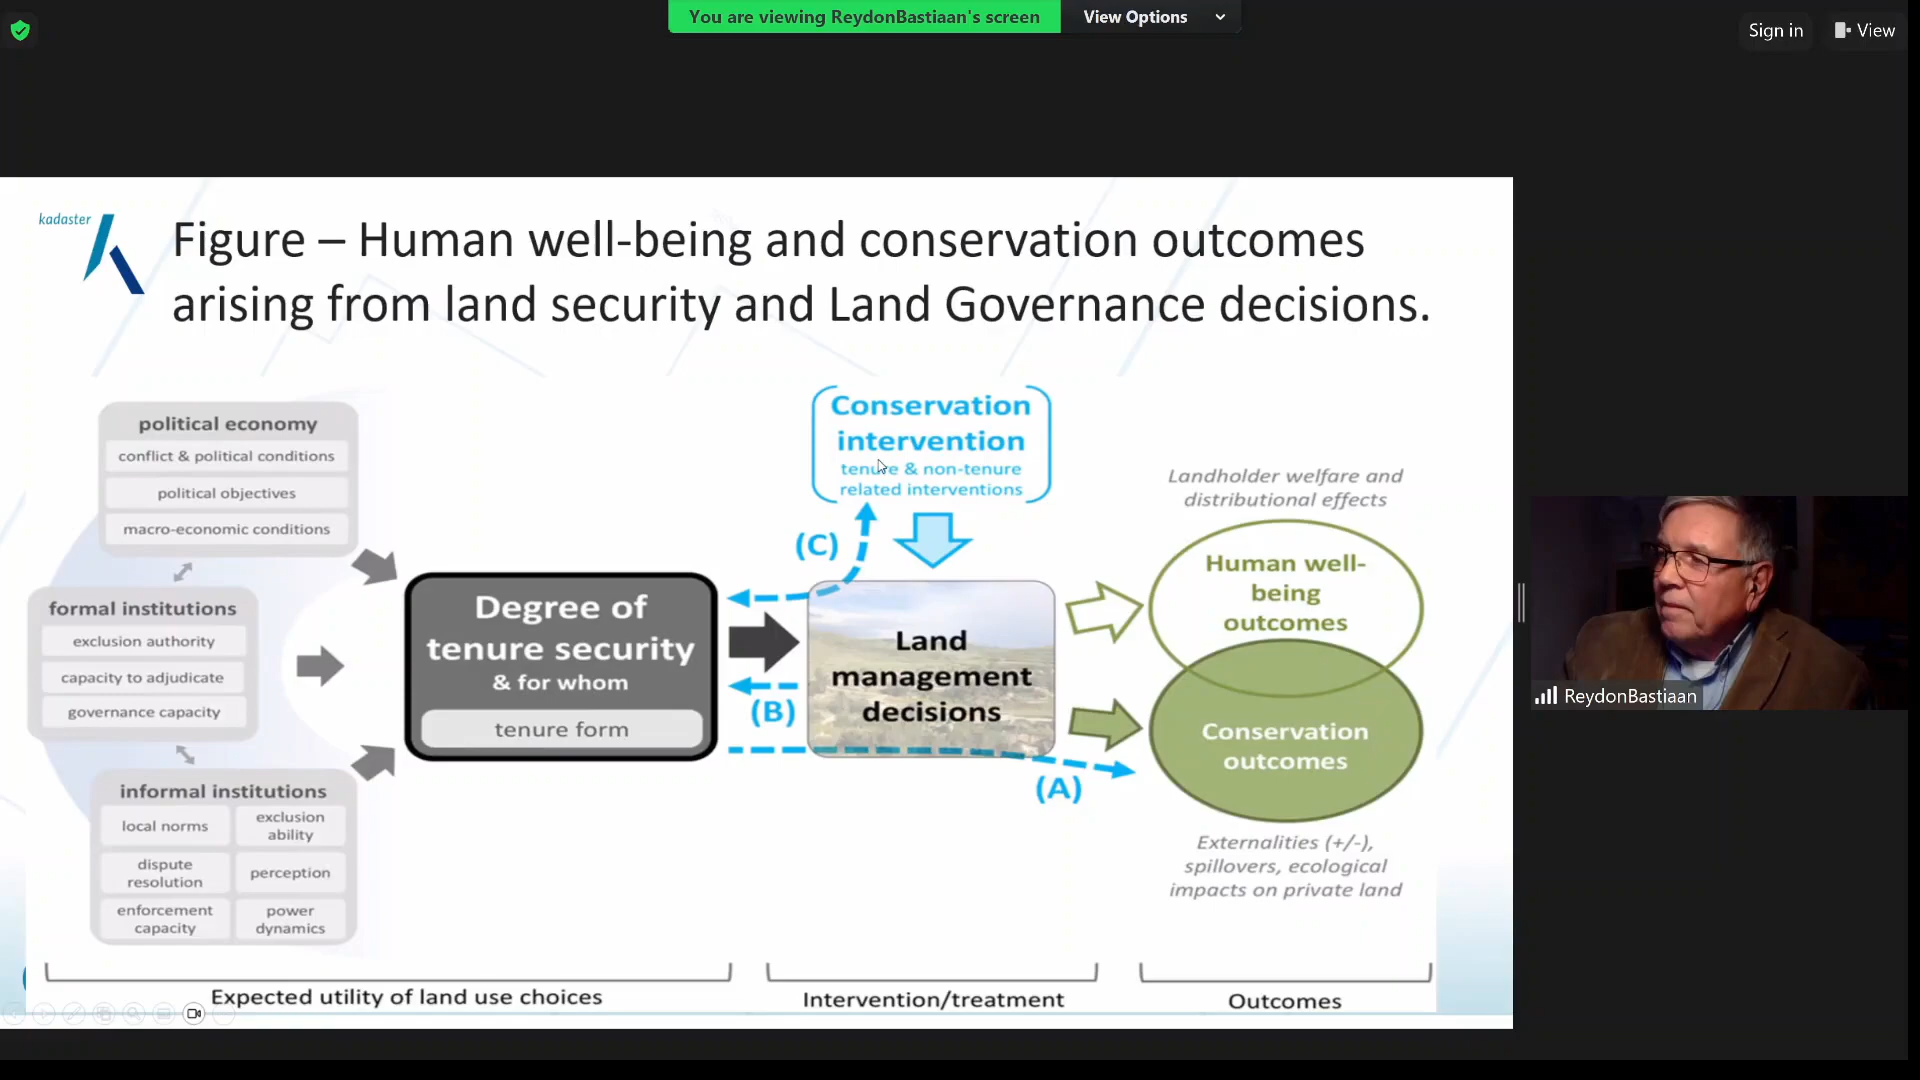 You are viewing ReydonBastiaan's screen
View Options
Sign in
View
kadaster
Figure – Human well-being and conservation outcomes
arising from land security and Land Governance decisions.
political economy
conflict & political conditions
political objectives
macro-economic conditions
formal institutions
exclusion authority
capacity to adjudicate
governance capacity
informal institutions
local norms
exclusion
ability
dispute
resolution
perception
enforcement
capacity
power
dynamics
Degree of
tenure security
& for whom
tenure form
Conservation
intervention
tenure & non-tenure
related interventions
(C)
(B)
(A)
Land
management
decisions
Landholder welfare and
distributional effects
Human well-
being
outcomes
Conservation
outcomes
Externalities (+/-),
spillovers, ecological
impacts on private land
Expected utility of land use choices
Intervention/treatment
Outcomes
ReydonBastiaan